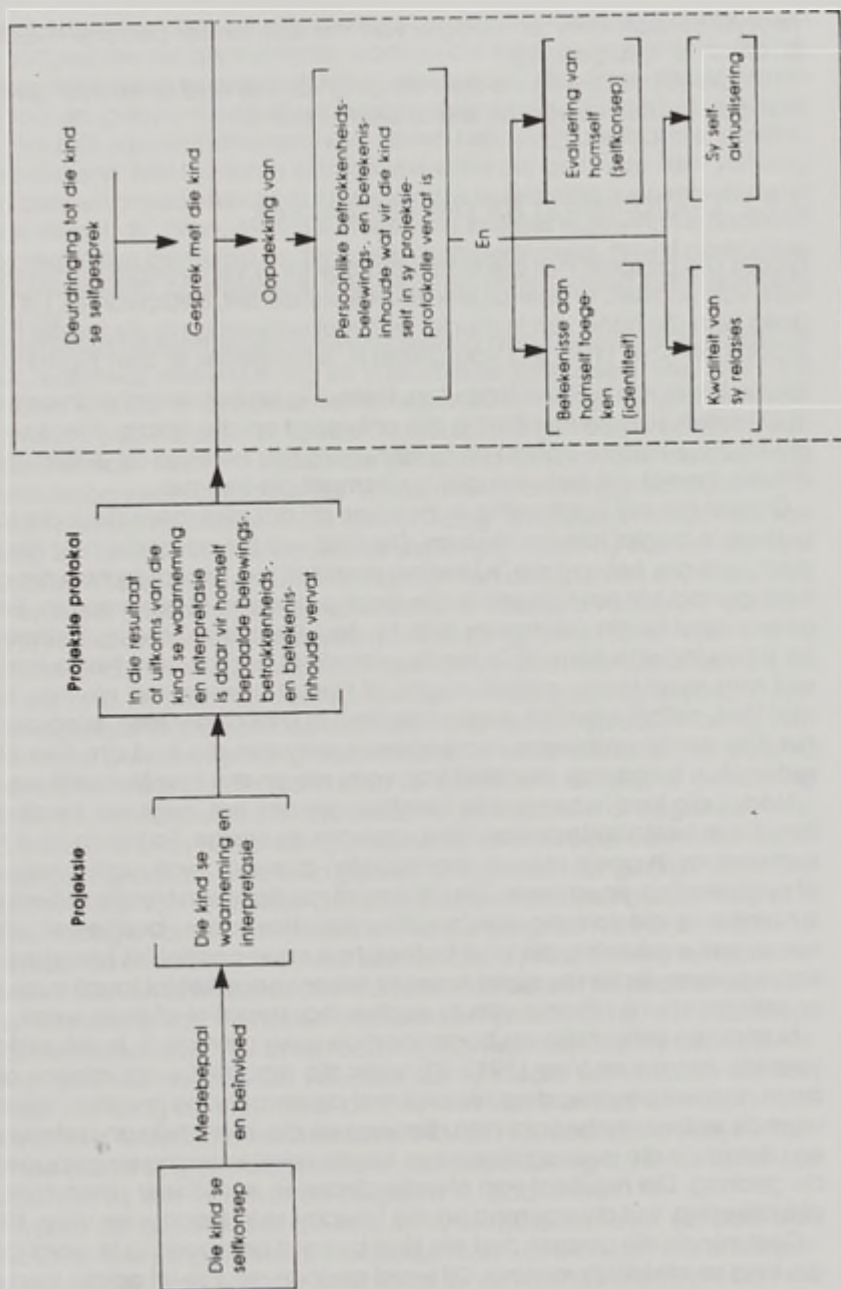 Die kind se
selfkonsep
Medebepaal
en beïnvloed
Projeksie
Die kind se
waarneming en
interpretasie
Projeksie protokol
In die resultaat
of uitkoms van die
kind se waarneming
en interpretasie
is daar vir homself
bepaalde belewings-,
betrokkenheids-,
en betekenis-
inhoude vervat
Deurdringing tot die kind
se selfgesprek
Gesprek met die kind
Oopdekking van
Persoonlike betrokkenheids-
belewings-, en betekenis-
inhoude wat vir die kind
self in sy projeksie-
protokolle vervat is
En
Betekenisse aan
homself toege-
ken
(identiteit)
Evaluering van
homself
(selfkonsep)
Kwaliteit van
sy relasies
Sy self-
aktualisering